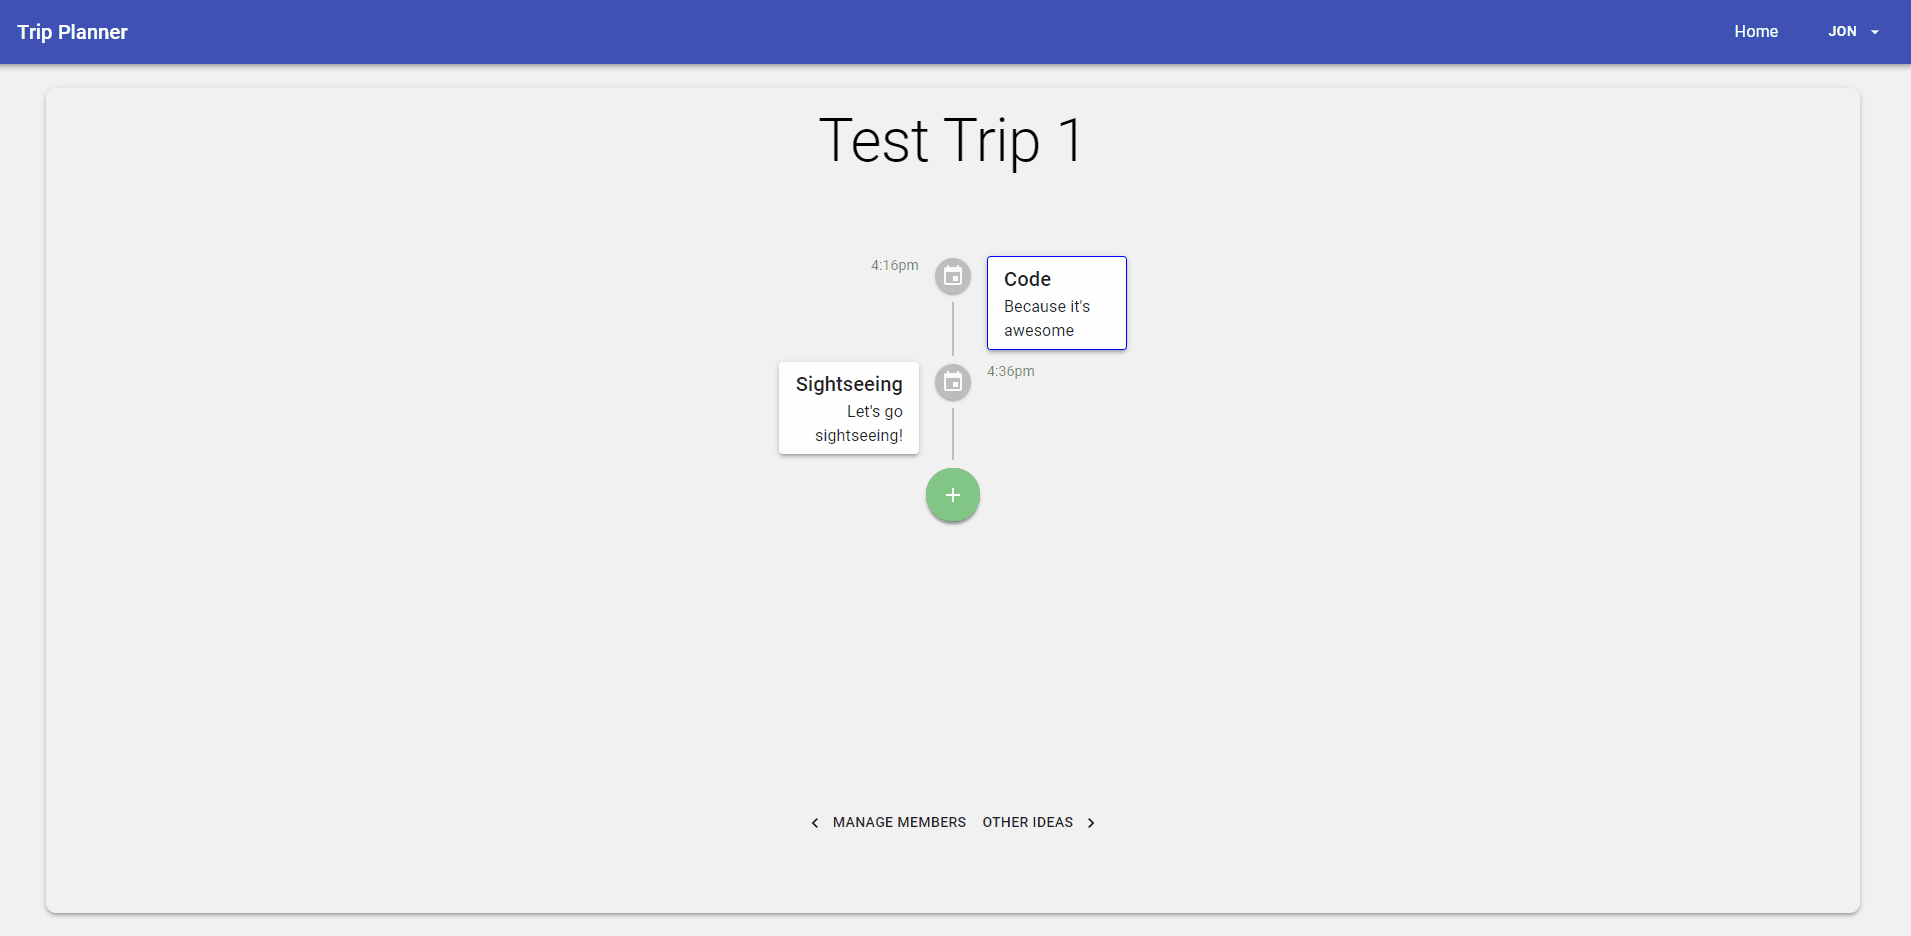 Trip Planner
Home
JON
Test Trip 1
4:16pm
Code
Because it's
awesome
Sightseeing
Let's go
sightseeing!
4:36pm
MANAGE MEMBERS
OTHER IDEAS